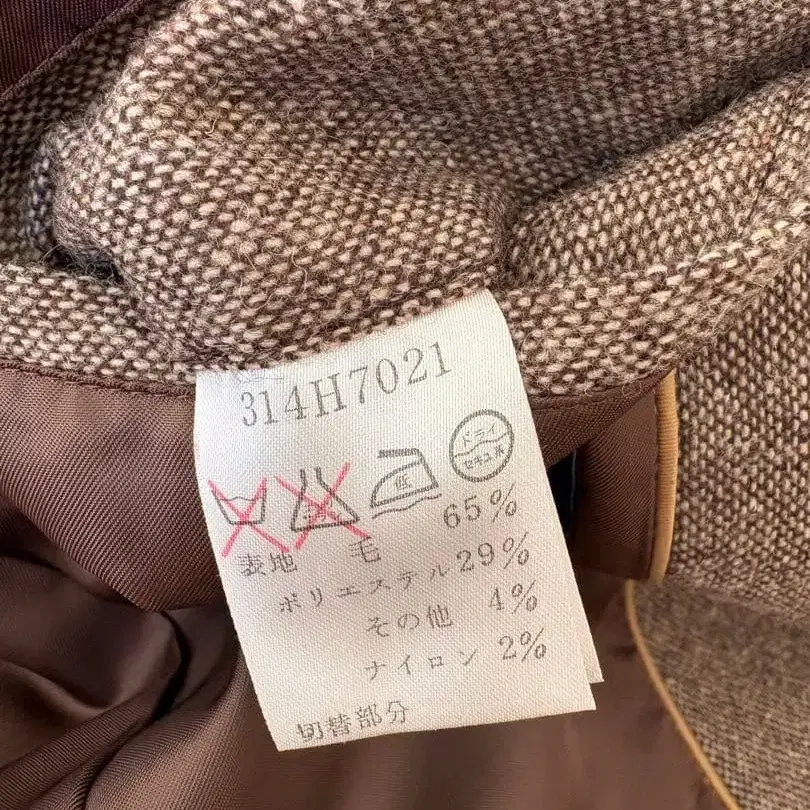 314H7021
低
ドライ
セキユ系
表地 毛 65%
ポリエステル 29%
その他 4%
ナイロン 2%
切替部分